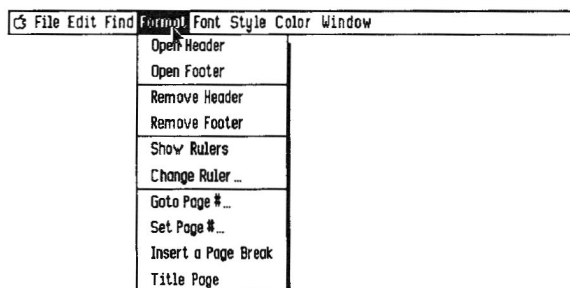 File Edit Find Format Font Style Color Window
Open Header
Open Footer
Remove Header
Remove Footer
Show Rulers
Change Ruler...
Goto Page #...
Set Page #...
Insert a Page Break
Title Page